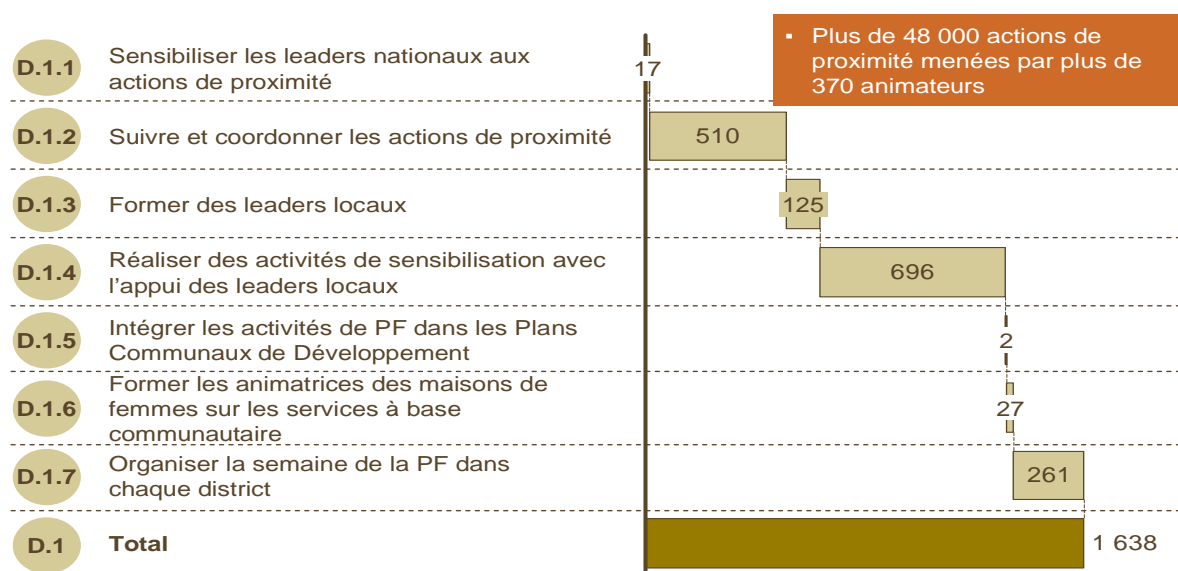 ▪ Plus de 48 000 actions de
proximité menées par plus de
370 animateurs
D.1.1 Sensibiliser les leaders nationaux aux
actions de proximité
17
D.1.2 Suivre et coordonner les actions de proximité 510
D.1.3 Former des leaders locaux 125
D.1.4 Réaliser des activités de sensibilisation avec
l'appui des leaders locaux
696
D.1.5 Intégrer les activités de PF dans les Plans
Communaux de Développement
2
D.1.6 Former les animatrices des maisons de
femmes sur les services à base
communautaire
27
D.1.7 Organiser la semaine de la PF dans
chaque district
261
D.1 Total 1 638